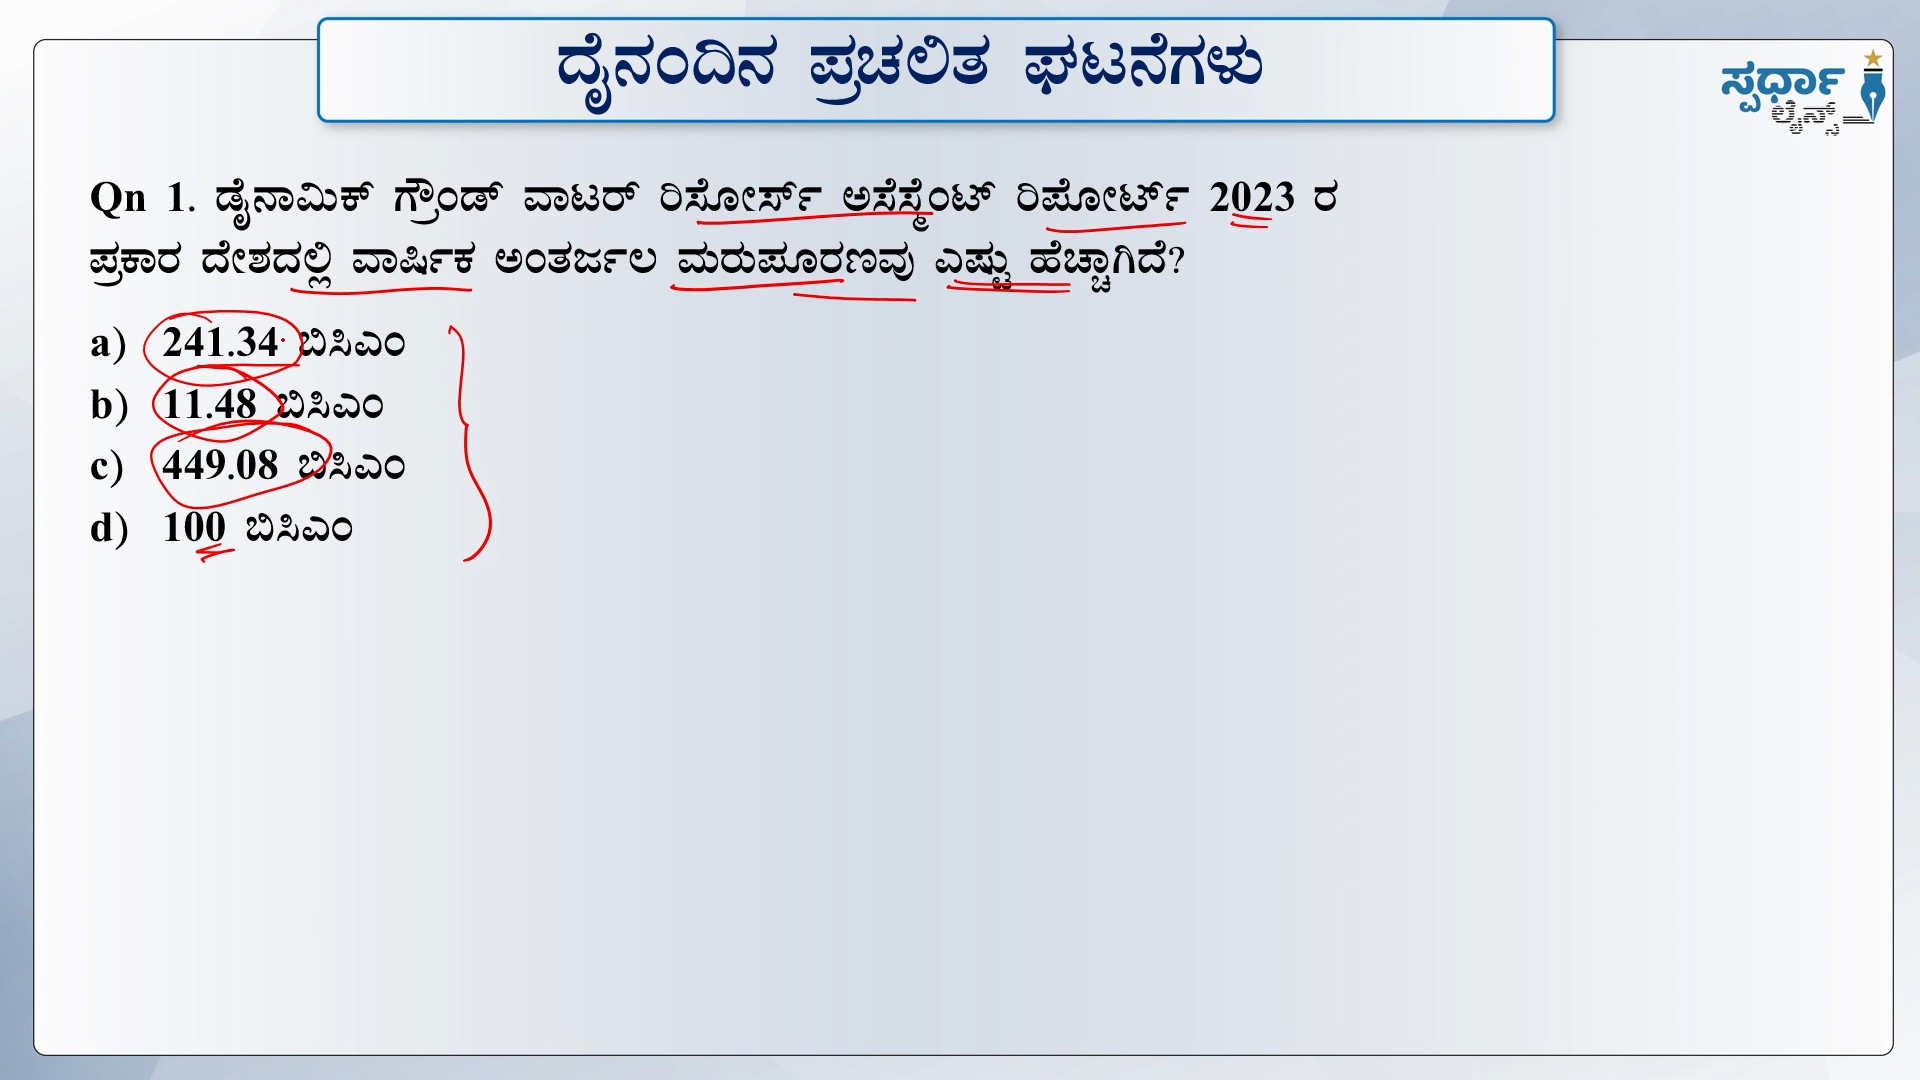 ದೈನಂದಿನ ಪ್ರಚಲಿತ ಘಟನೆಗಳು
ಸ್ಪರ್ಧಾ
ಲೈನ್ಸ್
Qn 1. ಡೈನಾಮಿಕ್ ಗ್ರೌಂಡ್ ವಾಟರ್ ರಿಸೋರ್ಸ್ ಅಸೆಸ್ಮೆಂಟ್ ರಿಪೋರ್ಟ್ 2023 ರ
ಪ್ರಕಾರ ದೇಶದಲ್ಲಿ ವಾರ್ಷಿಕ ಅಂತರ್ಜಲ ಮರುಪೂರಣವು ಎಷ್ಟು ಹೆಚ್ಚಾಗಿದೆ?
a) 241.34 ಬಿಸಿಎಂ
b) 11.48 ಬಿಸಿಎಂ
c) 449.08 ಬಿಸಿಎಂ
d) 100 ಬಿಸಿಎಂ